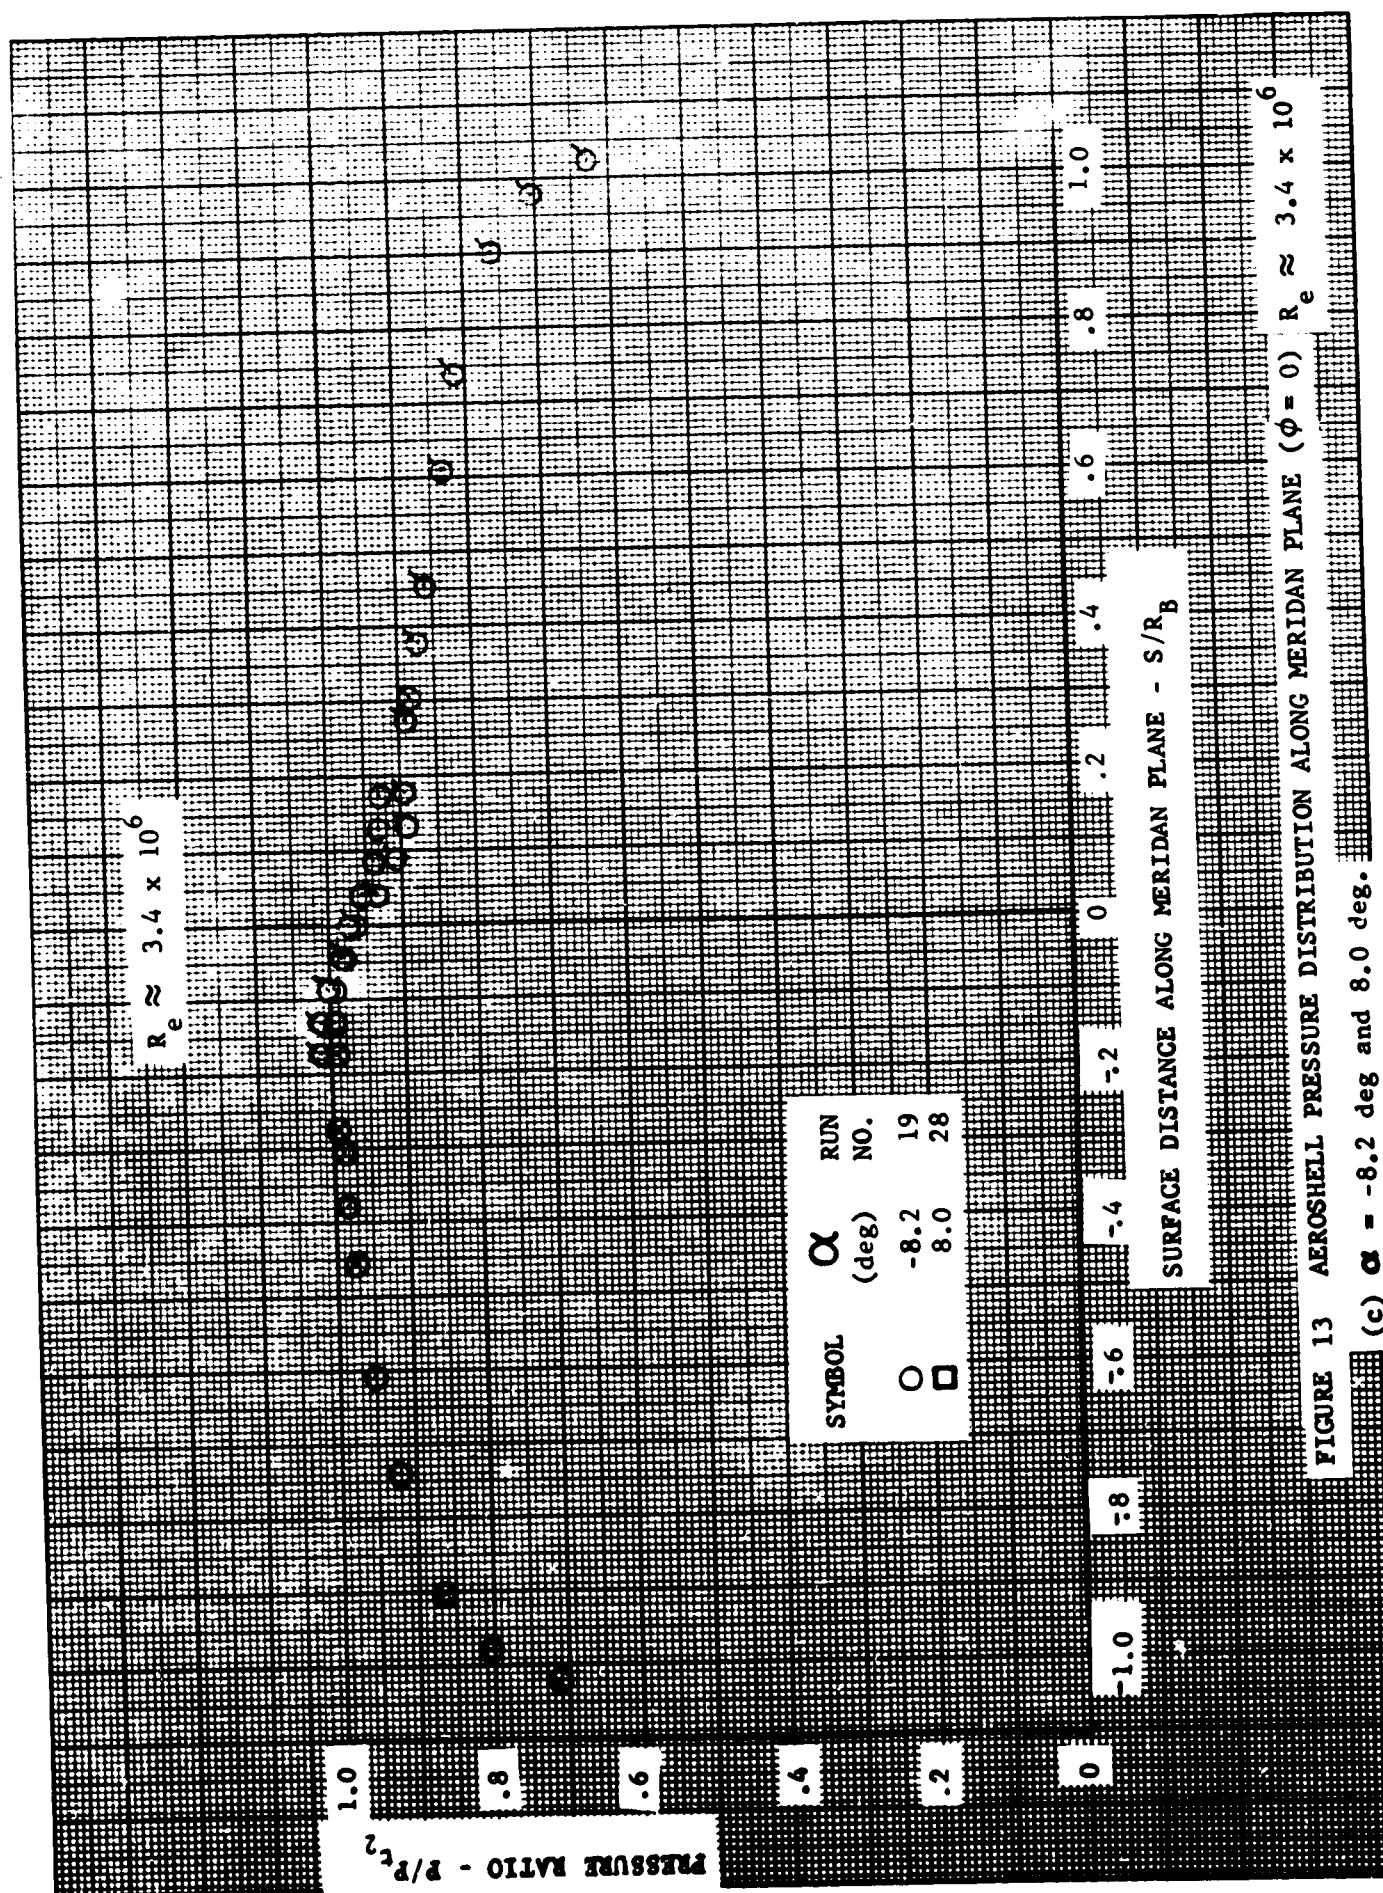 R_e ≈ 3.4 x 10^6
PRESSURE RATIO - P/P_t2
1.0
.8
.6
.4
.2
0
-1.0
-.8
-.6
-.4
-.2
0
.2
.4
.6
.8
1.0
SYMBOL α RUN
(deg) NO.
○ -8.2 19
□ 8.0 28
SURFACE DISTANCE ALONG MERIDAN PLANE - S/R_B
FIGURE 13 AEROSHELL PRESSURE DISTRIBUTION ALONG MERIDAN PLANE (ϕ = 0) R_e ≈ 3.4 x 10^6
(c) α = -8.2 deg and 8.0 deg.